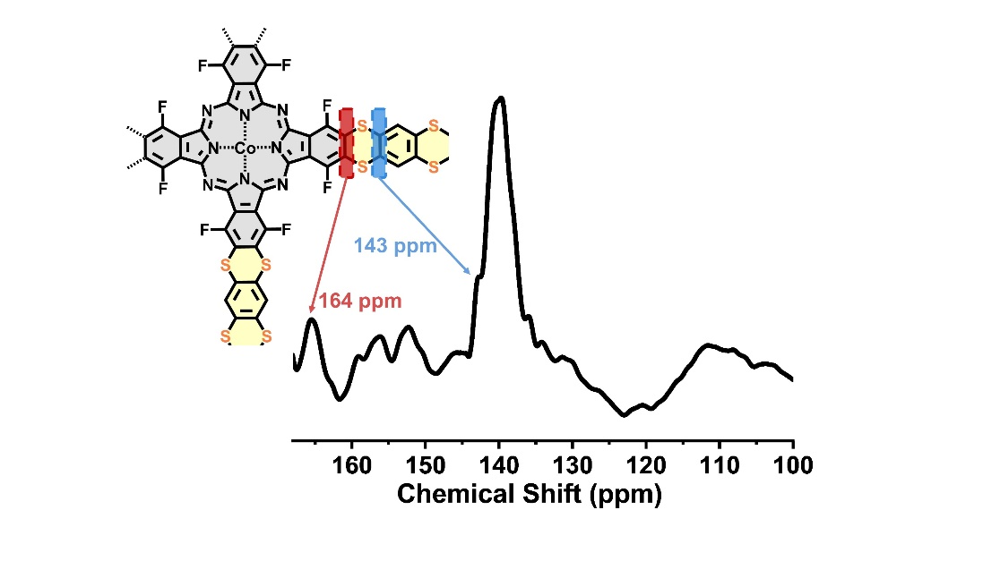 F F
F F
N N
N
N Co N
N
N N
F F
F F
S S
S S
S S
S S
143 ppm
164 ppm
160 150 140 130 120 110 100
Chemical Shift (ppm)